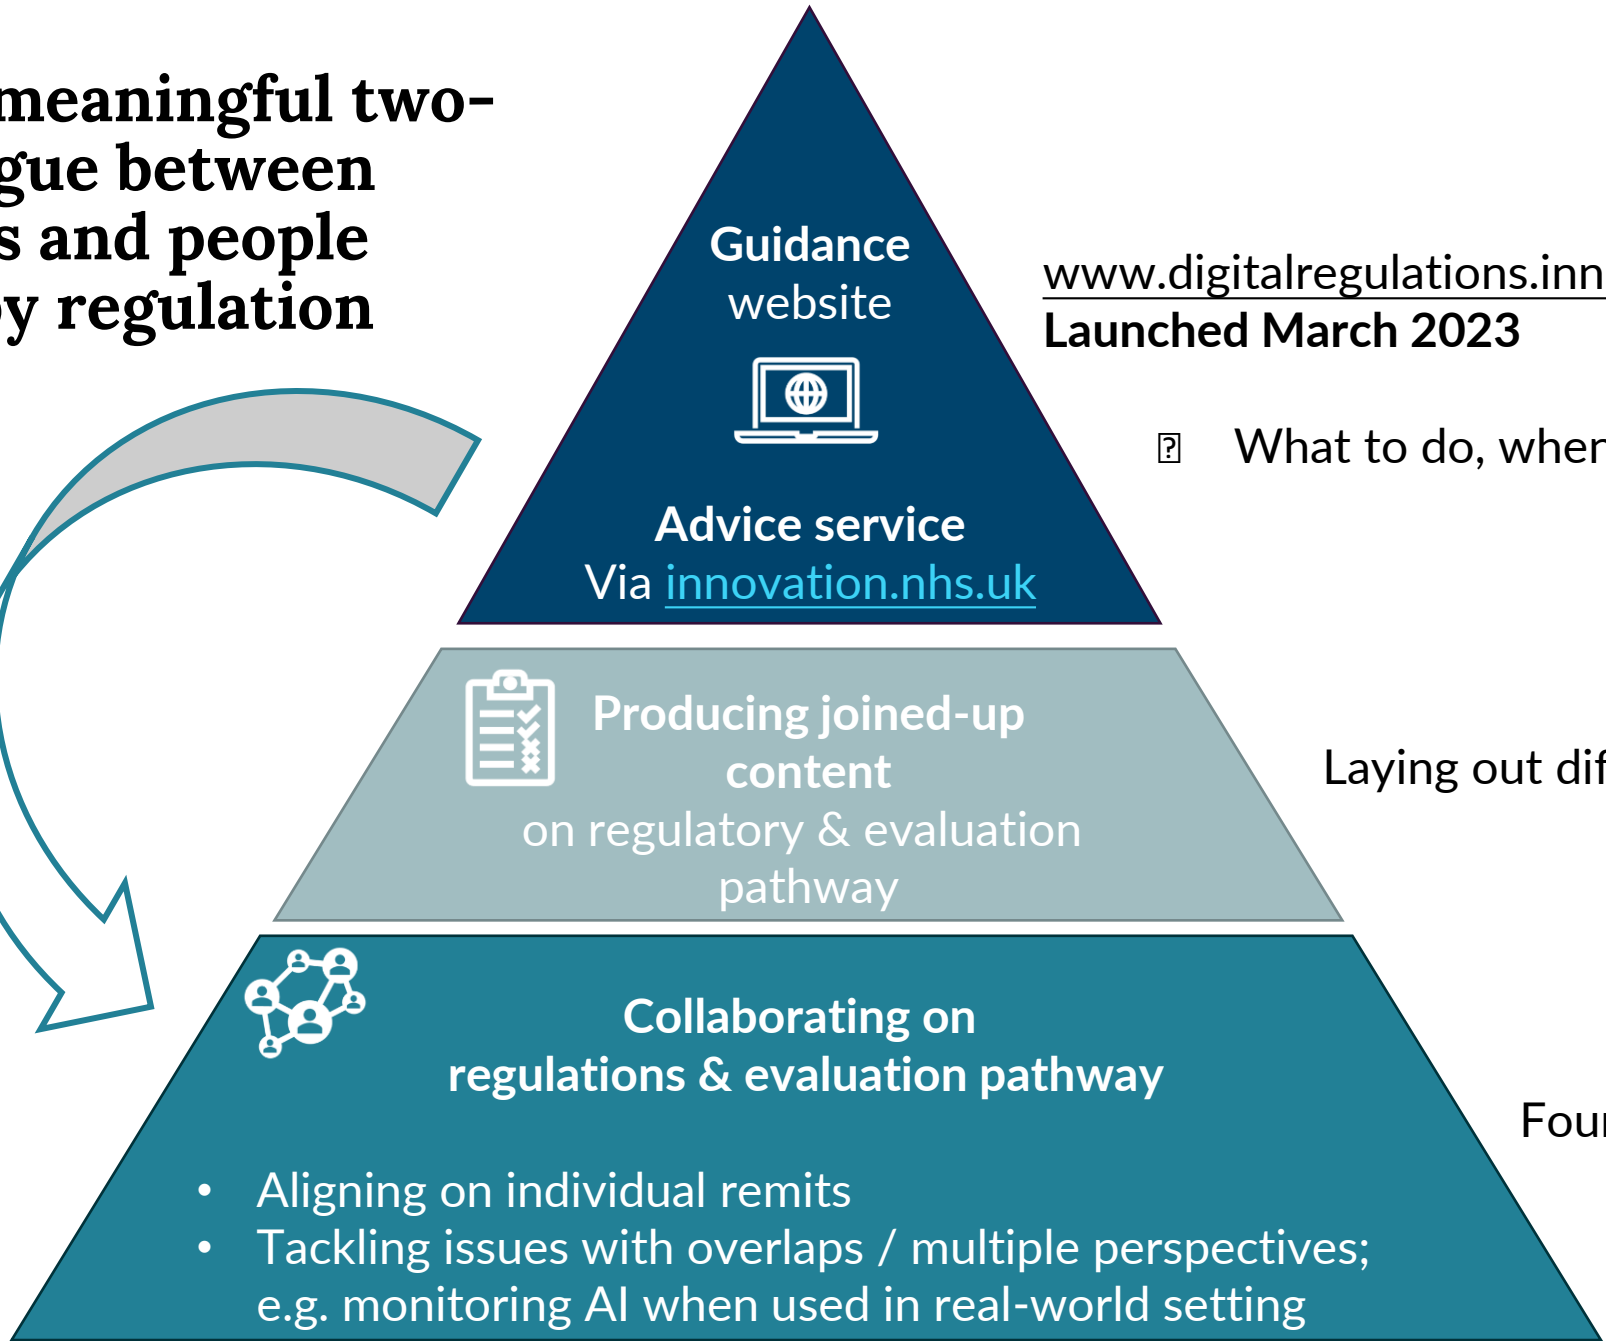 meaningful two-
gue between
s and people
by regulation
Guidance
website
www.digitalregulations.inn
Launched March 2023
What to do, when
Advice service
Via innovation.nhs.uk
Producing joined-up
content
on regulatory & evaluation
pathway
Laying out dif
Collaborating on
regulations & evaluation pathway
Four
• Aligning on individual remits
• Tackling issues with overlaps / multiple perspectives;
e.g. monitoring AI when used in real-world setting